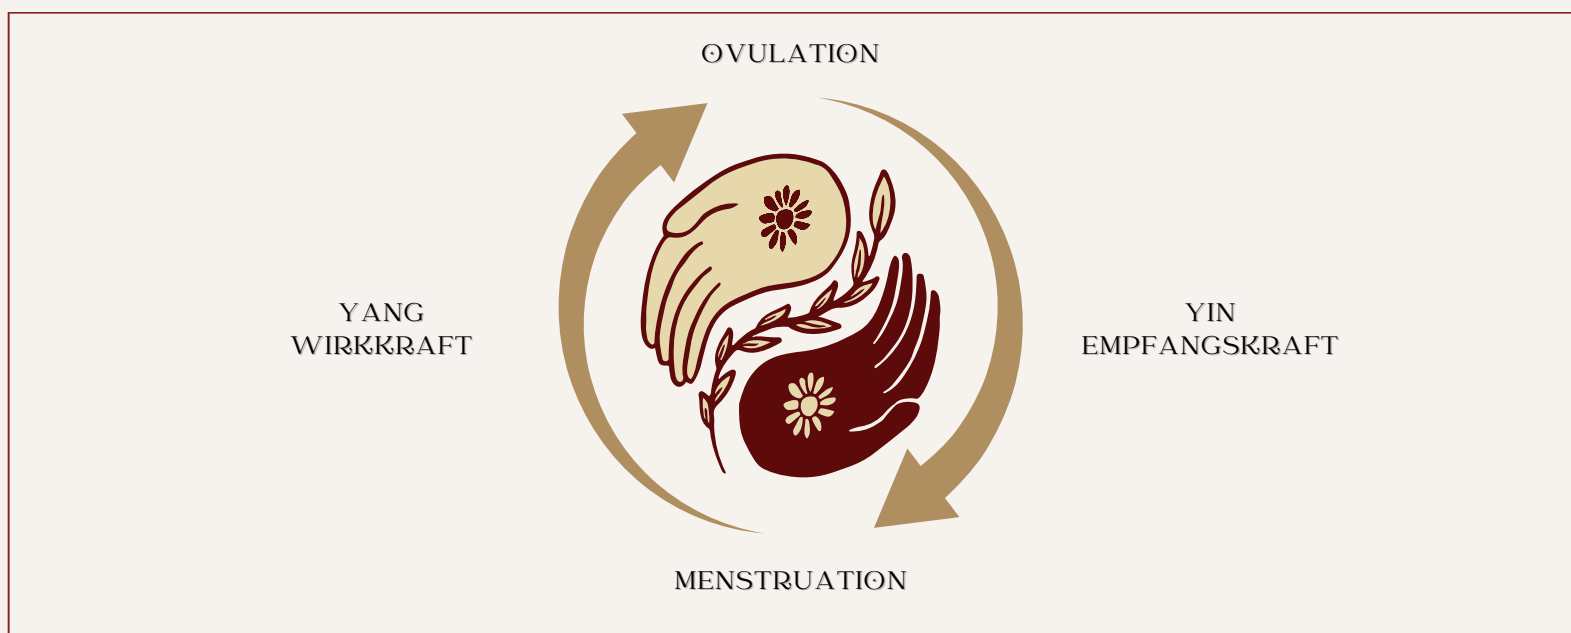 OVULATION
YANG
WIRKKRAFT
YIN
EMPFANGSKRAFT
MENSTRUATION